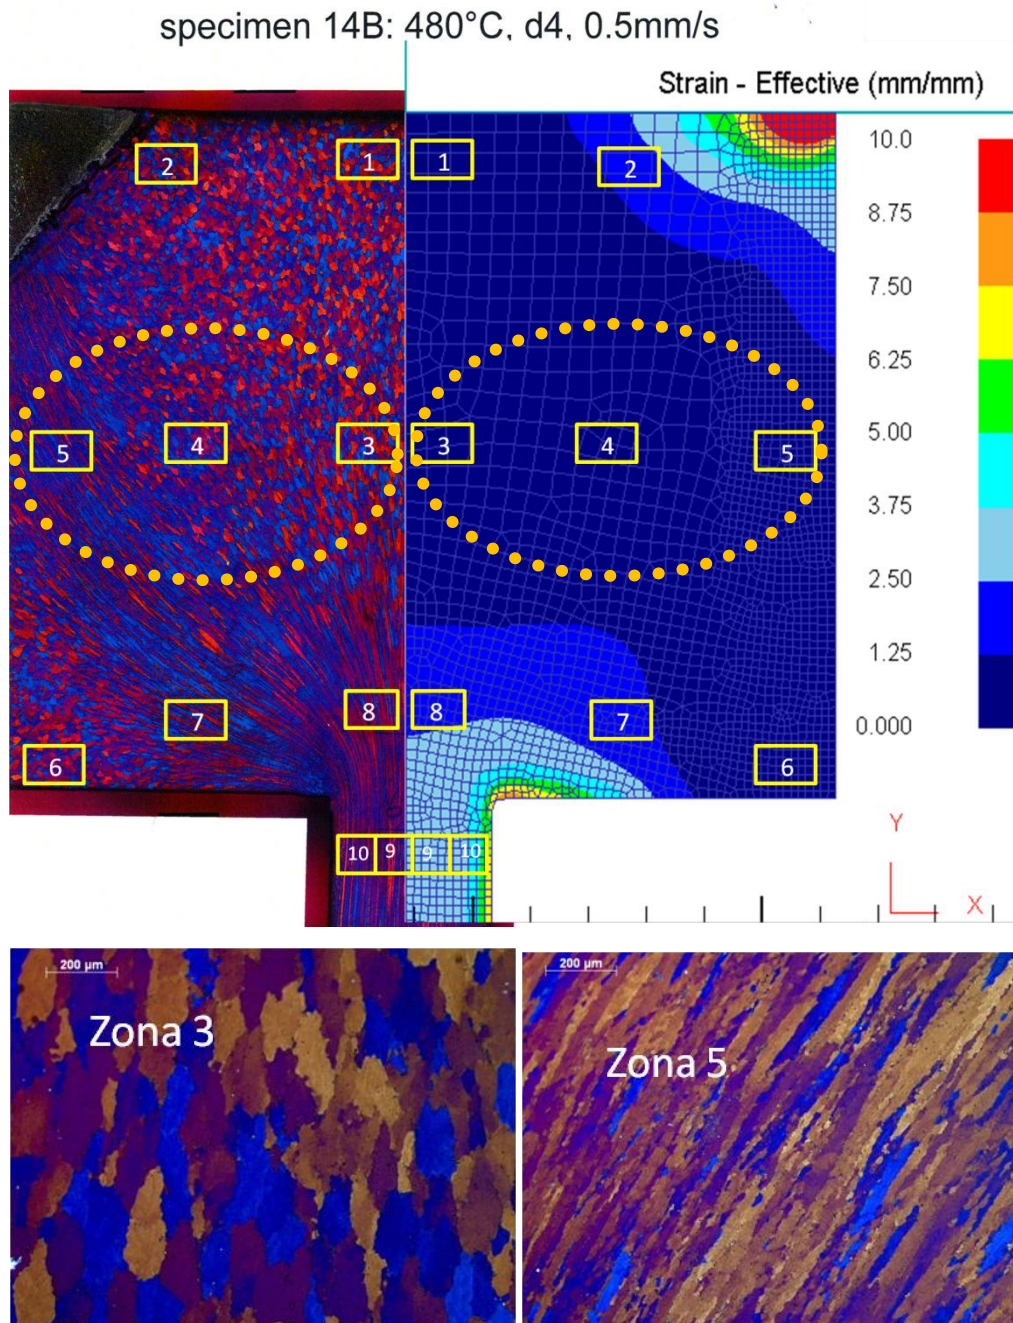 specimen 14B: 480°C, d4, 0.5mm/s
Strain - Effective (mm/mm)
2 1 1 2
10.0
8.75
7.50
6.25
5.00
3.75
2.50
1.25
0.000
5 4 3 3 4 5
7 8 8 7
6 6
10 9 9 10
Y
X
200 µm
Zona 3
200 µm
Zona 5